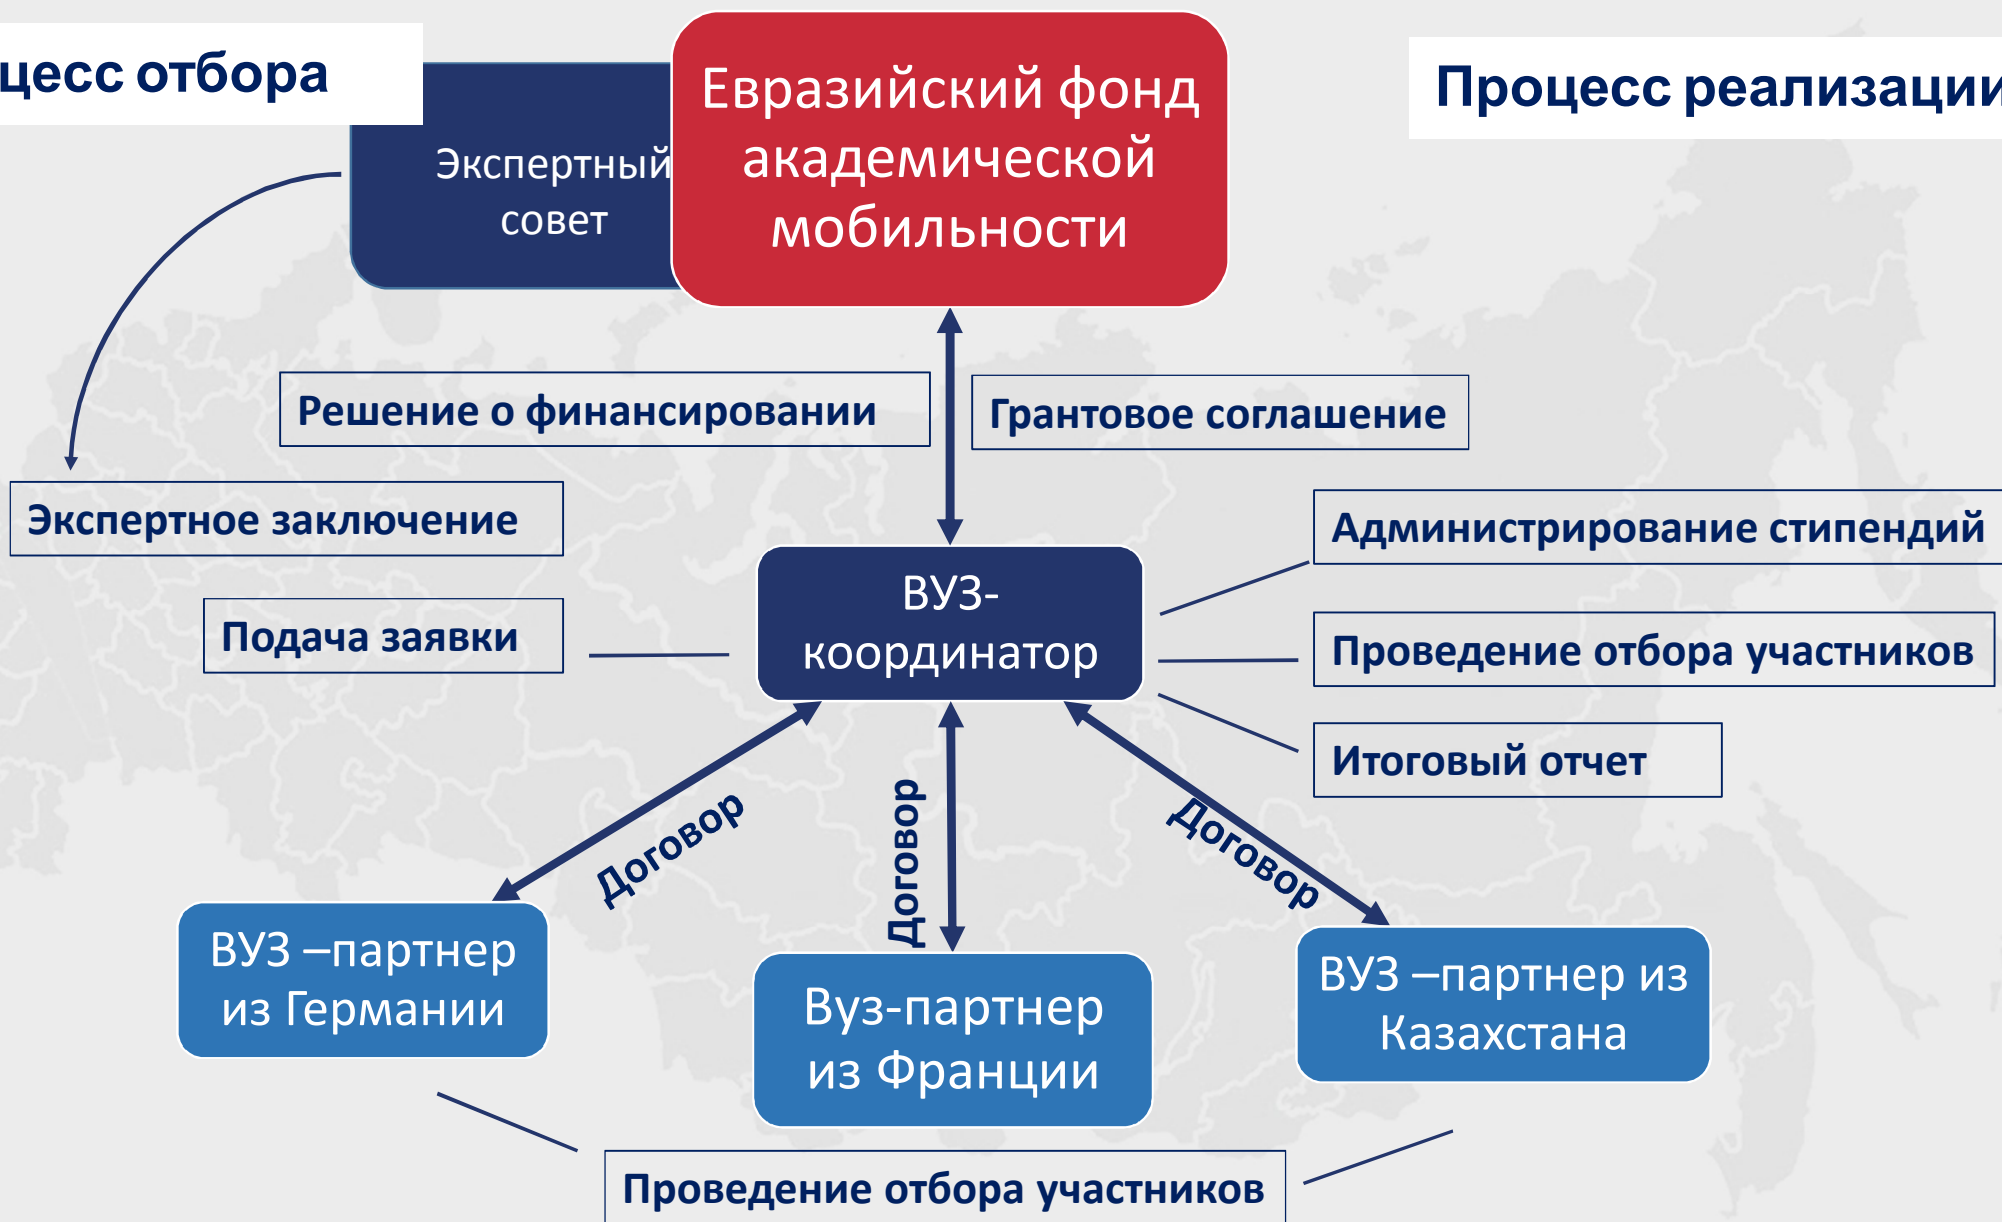 цесс отбора
Экспертный
совет
Евразийский фонд
академической
мобильности
Процесс реализации
Решение о финансировании
Грантовое соглашение
Экспертное заключение
Администрирование стипендий
ВУЗ-
координатор
Подача заявки
Проведение отбора участников
Итоговый отчет
Договор
Договор
Договор
ВУЗ –партнер
из Германии
Вуз-партнер
из Франции
ВУЗ –партнер из
Казахстана
Проведение отбора участников